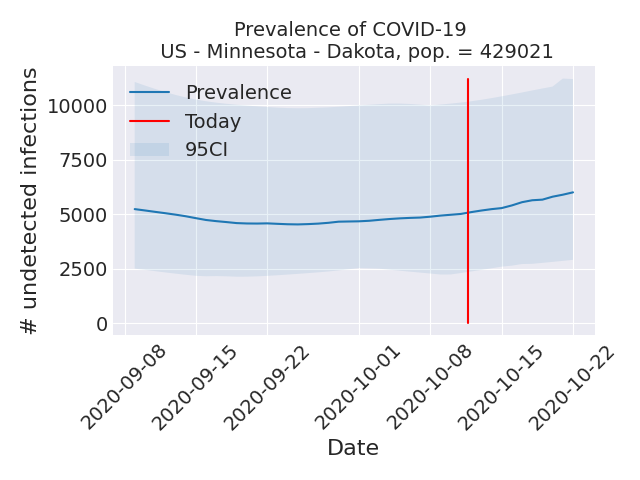 Prevalence of COVID-19
US - Minnesota - Dakota, pop. = 429021
# undetected infections
10000
7500
5000
2500
0
Prevalence
Today
95CI
2020-09-08
2020-09-15
2020-09-22
2020-10-01
2020-10-08
2020-10-15
2020-10-22
Date